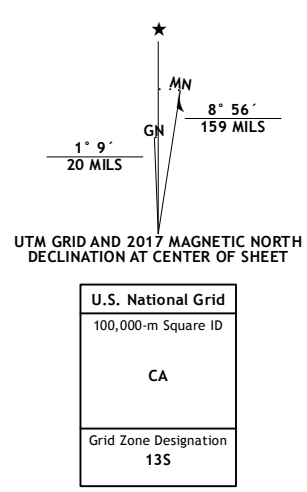 ★
MN
GN
8° 56´
159 MILS
1° 9´
20 MILS
UTM GRID AND 2017 MAGNETIC NORTH
DECLINATION AT CENTER OF SHEET
U.S. National Grid
100,000-m Square ID
CA
Grid Zone Designation
13S